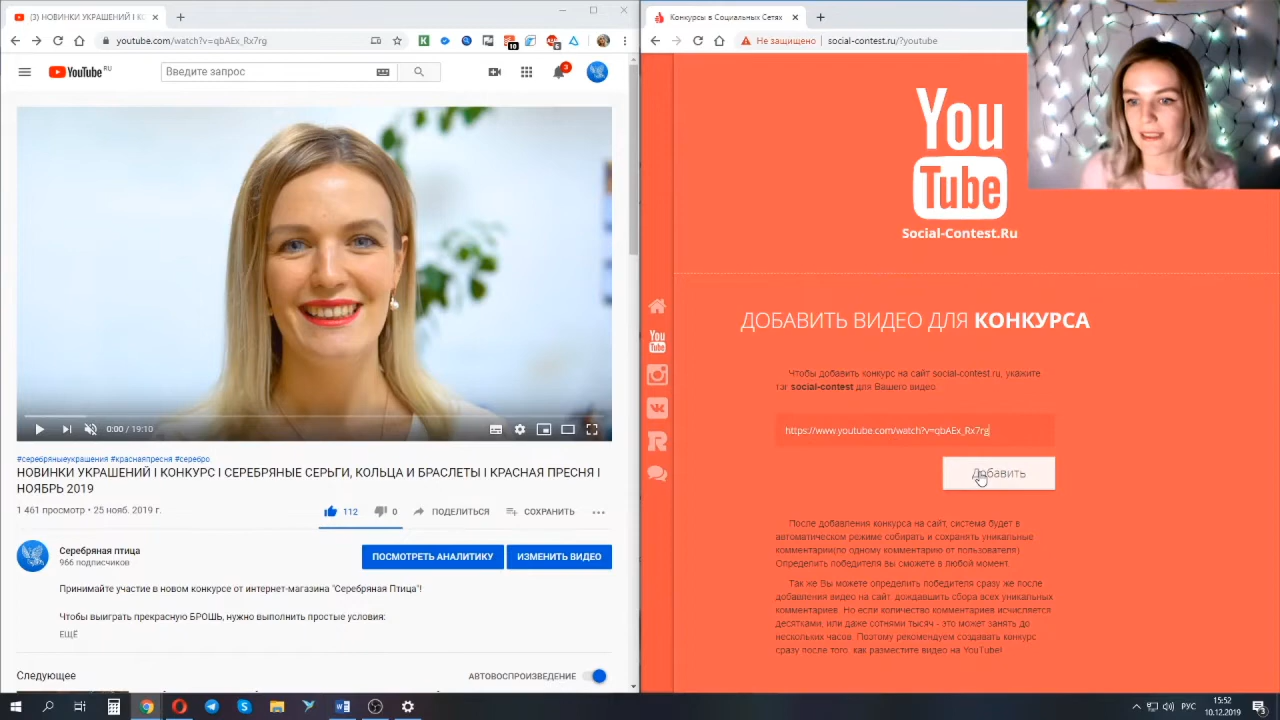 (3) НОВИНКИ УКРАШЕНИЙ I КО
youtube.com/watch?v=qbAEx_Rx7rg
10
5
YouTube RU
Введите запрос
3
0:00 / 19:10
#серебряныеукрашения #краснаяпресня #серебро
НОВИНКИ УКРАШЕНИЙ I КОНКУРС I СЕРЕБРЯНЫЕ СЕРЬГИ, КОЛЬЦА И БРАСЛЕТЫ I КРАСНАЯ ПРЕСНЯ I
НОЯБРЬ 2019
1 461 просмотр • 25 нояб. 2019 г.
112
0
ПОДЕЛИТЬСЯ
СОХРАНИТЬ
Серебряная птица
966 подписчиков
ПОСМОТРЕТЬ АНАЛИТИКУ
ИЗМЕНИТЬ ВИДЕО
Принимайте участие в новом конкурсе от интернет-магазина "Серебряная Птица"!
Чтобы выиграть прекрасную БРОШЬ, нужно выполнить простые условия:
ЕЩЁ
Следующее
АВТОВОСПРОИЗВЕДЕНИЕ
Конкурсы в Социальных Сетях
Не защищено
social-contest.ru/?youtube
You
Tube
Social-Contest.Ru
You
Tube
ДОБАВИТЬ ВИДЕО ДЛЯ КОНКУРСА
Чтобы добавить конкурс на сайт social-contest.ru, укажите
тэг social-contest для Вашего видео.
https://www.youtube.com/watch?v=qbAEx_Rx7rg
Добавить
После добавления конкурса на сайт, система будет в
автоматическом режиме собирать и сохранять уникальные
комментарии(по одному комментарию от пользователя)
Определить победителя вы сможете в любой момент.
Так же Вы можете определить победителя сразу же после
добавления видео на сайт, дождавшить сбора всех уникальных
комментариев. Но если количество комментариев исчисляется
десятками, или даже сотнями тысяч - это может занять до
нескольких часов. Поэтому рекомендуем создавать конкурс
сразу после того, как разместите видео на YouTube!
РУС
15:52
10.12.2019
3